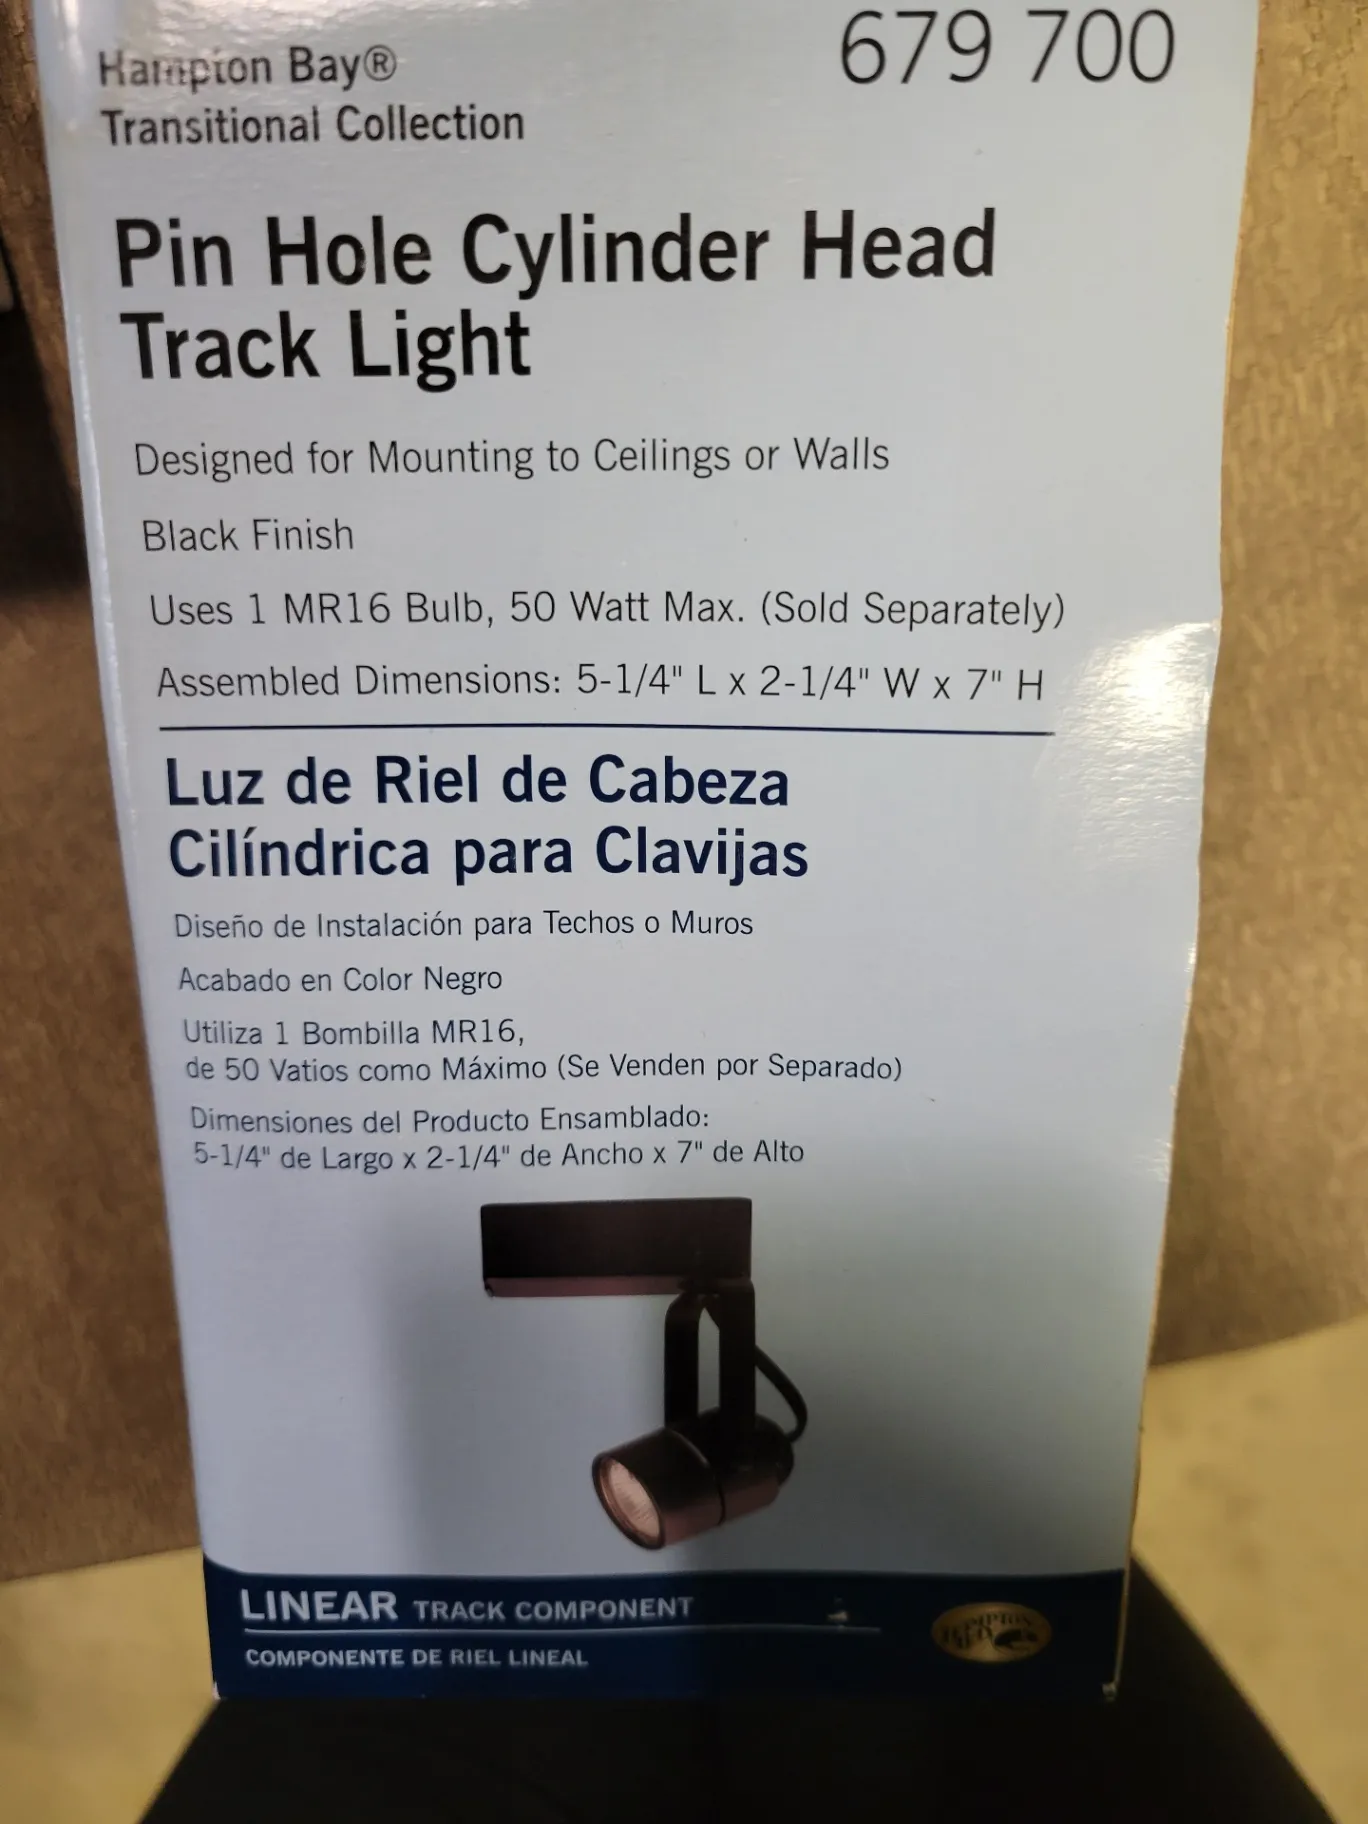 Hampton Bay®
679 700
Transitional Collection
Pin Hole Cylinder Head
Track Light
Designed for Mounting to Ceilings or Walls
Black Finish
Uses 1 MR16 Bulb, 50 Watt Max. (Sold Separately)
Assembled Dimensions: 5-1/4" L x 2-1/4" W x 7" H
Luz de Riel de Cabeza
Cilíndrica para Clavijas
Diseño de Instalación para Techos o Muros
Acabado en Color Negro
Utiliza 1 Bombilla MR16,
de 50 Vatios como Máximo (Se Venden por Separado)
Dimensiones del Producto Ensamblado:
5-1/4" de Largo x 2-1/4" de Ancho x 7" de Alto
LINEAR TRACK COMPONENT
COMPONENTE DE RIEL LINEAL
HAMPTON
BAY